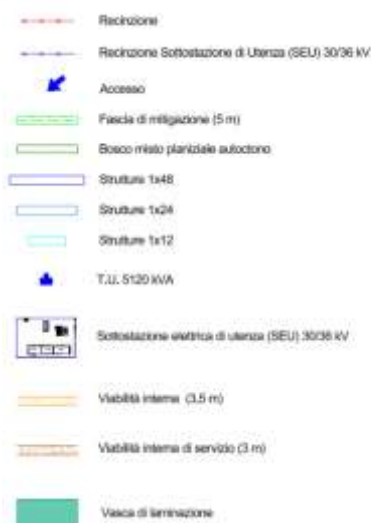 Recinzione
Recinzione Sottostazione di Utenza (SEU) 30/36 kV
Accesso
Fascia di mitigazione (5 m)
Bosco misto planiziale autoctono
Strutture 1x48
Strutture 1x24
Strutture 1x12
T.U. 5120 kVA
Sottostazione elettrica di utenza (SEU) 30/36 kV
Viabilità interna (3,5 m)
Viabilità interna di servizio (3 m)
Vasca di laminazione